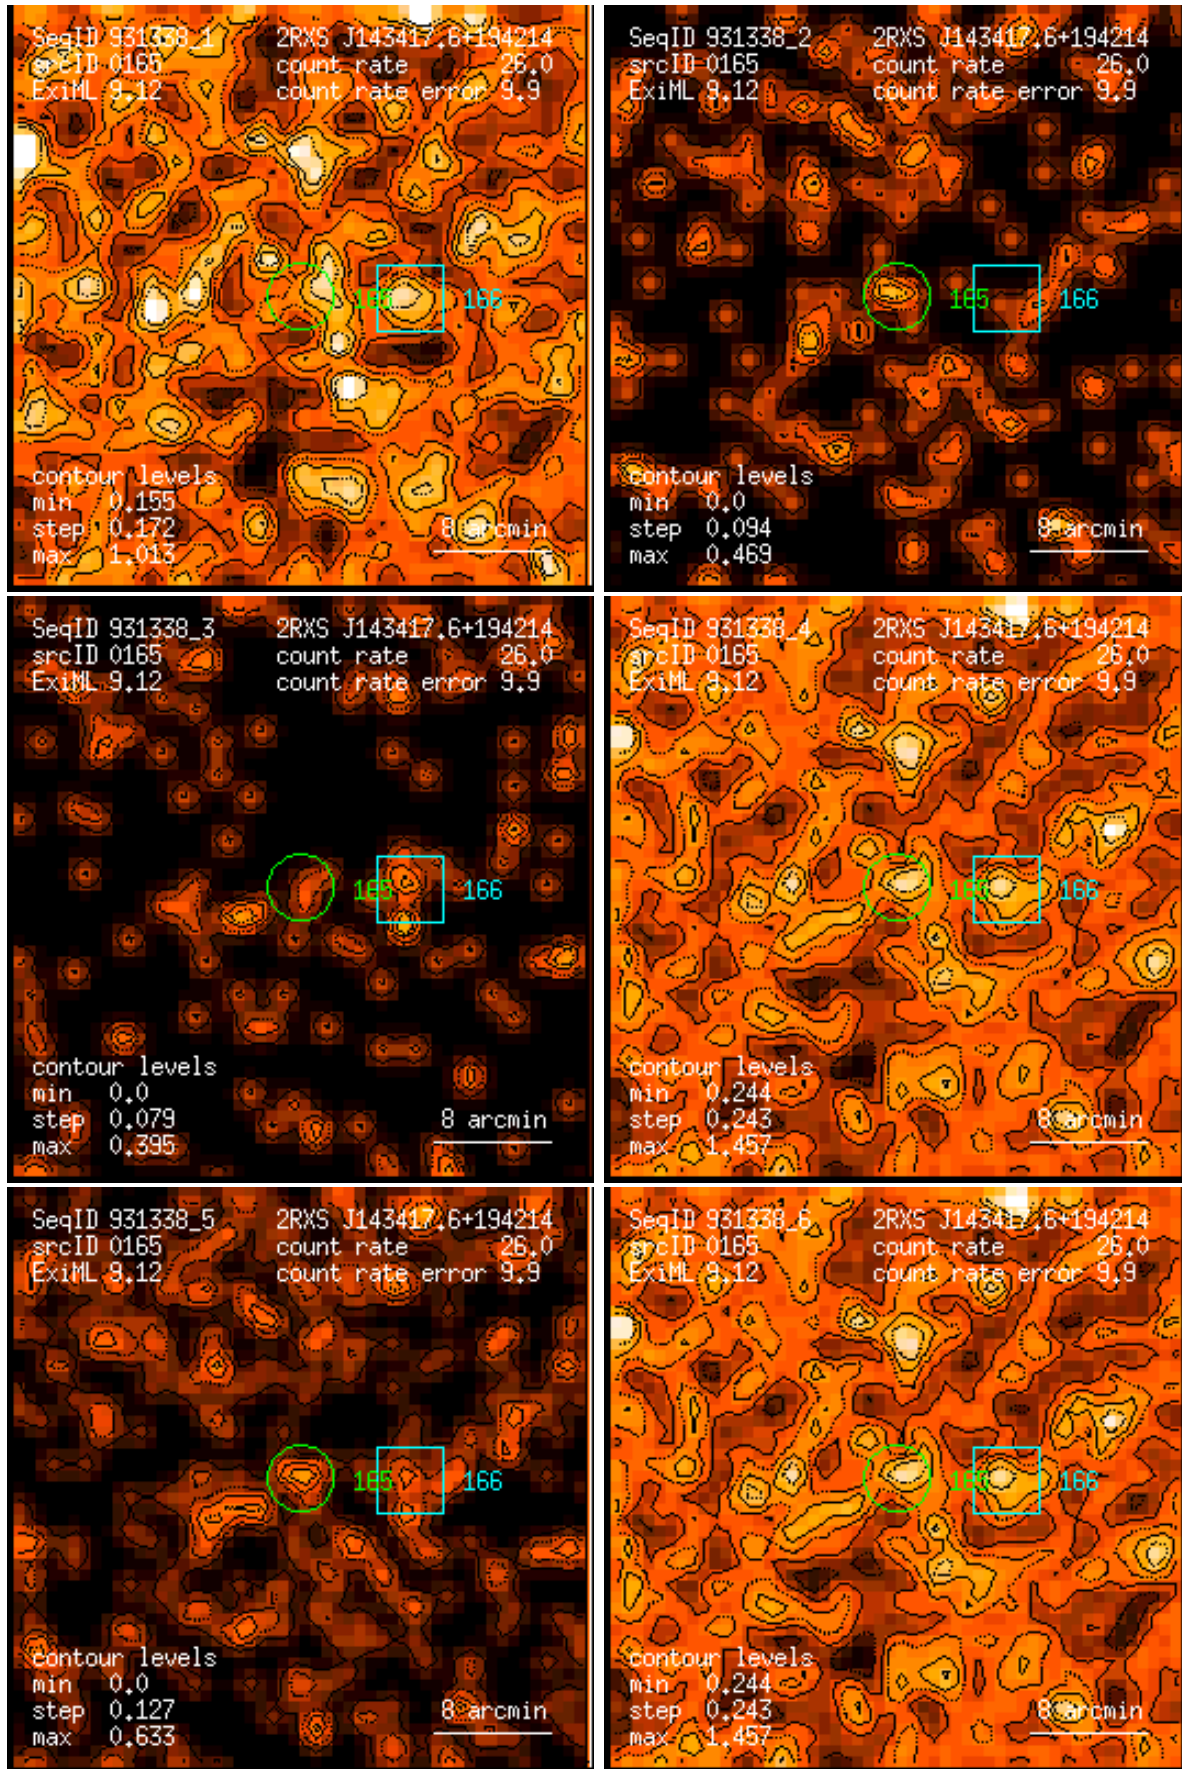 SeqID 931338_1 2RXS J143417.6+194214
srcID 0165 count rate 26.0
ExiML 9.12 count rate error 9.9
165 166
contour levels
min 0.155
step 0.172 8 arcmin
max 1.013
SeqID 931338_2 2RXS J143417.6+194214
srcID 0165 count rate 26.0
ExiML 9.12 count rate error 9.9
165 166
contour levels
min 0.0
step 0.094 8 arcmin
max 0.469
SeqID 931338_3 2RXS J143417.6+194214
srcID 0165 count rate 26.0
ExiML 9.12 count rate error 9.9
165 166
contour levels
min 0.0
step 0.079 8 arcmin
max 0.395
SeqID 931338_4 2RXS J143417.6+194214
srcID 0165 count rate 26.0
ExiML 9.12 count rate error 9.9
165 166
contour levels
min 0.244
step 0.243 8 arcmin
max 1.457
SeqID 931338_5 2RXS J143417.6+194214
srcID 0165 count rate 26.0
ExiML 9.12 count rate error 9.9
165 166
contour levels
min 0.0
step 0.127 8 arcmin
max 0.633
SeqID 931338_6 2RXS J143417.6+194214
srcID 0165 count rate 26.0
ExiML 9.12 count rate error 9.9
165 166
contour levels
min 0.244
step 0.243 8 arcmin
max 1.457